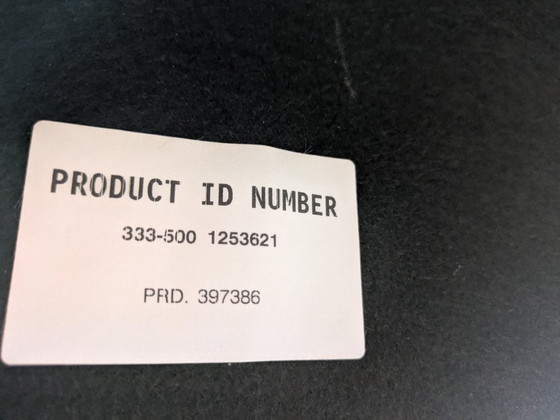 PRODUCT ID NUMBER
333-500 1253621
PRD. 397386